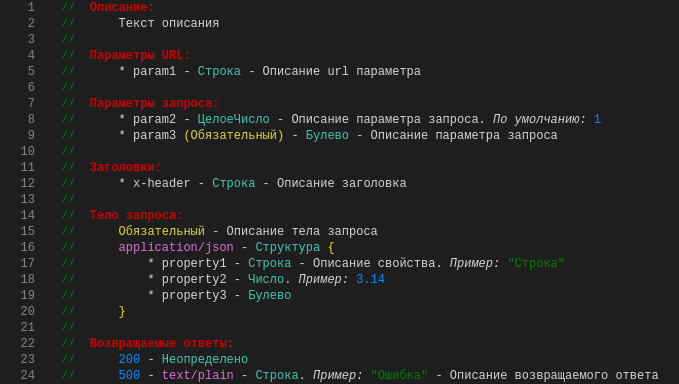 1 // Описание:
2 // Текст описания
3 //
4 // Параметры URL:
5 // * param1 - Строка - Описание url параметра
6 //
7 // Параметры запроса:
8 // * param2 - ЦелоеЧисло - Описание параметра запроса. По умолчанию: 1
9 // * param3 (Обязательный) - Булево - Описание параметра запроса
10 //
11 // Заголовки:
12 // * x-header - Строка - Описание заголовка
13 //
14 // Тело запроса:
15 // Обязательный - Описание тела запроса
16 // application/json - Структура {
17 // * property1 - Строка - Описание свойства. Пример: "Строка"
18 // * property2 - Число. Пример: 3.14
19 // * property3 - Булево
20 // }
21 //
22 // Возвращаемые ответы:
23 // 200 - Неопределено
24 // 500 - text/plain - Строка. Пример: "Ошибка" - Описание возвращаемого ответа